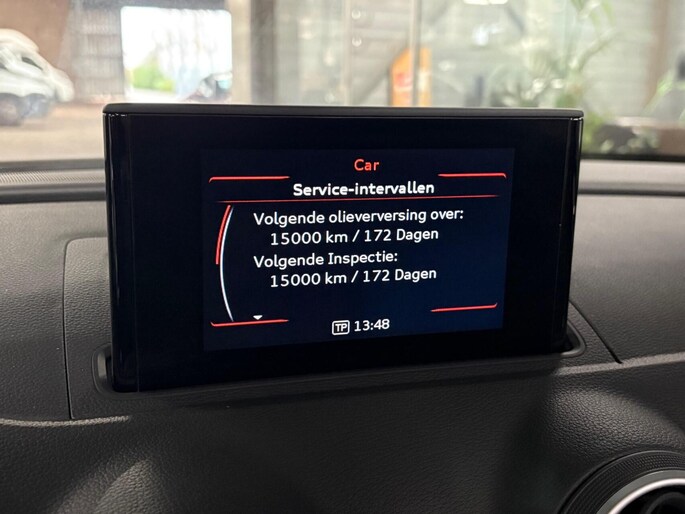 Car
Service-intervallen
Volgende olieverversing over:
15000 km / 172 Dagen
Volgende Inspectie:
15000 km / 172 Dagen
TP 13:48